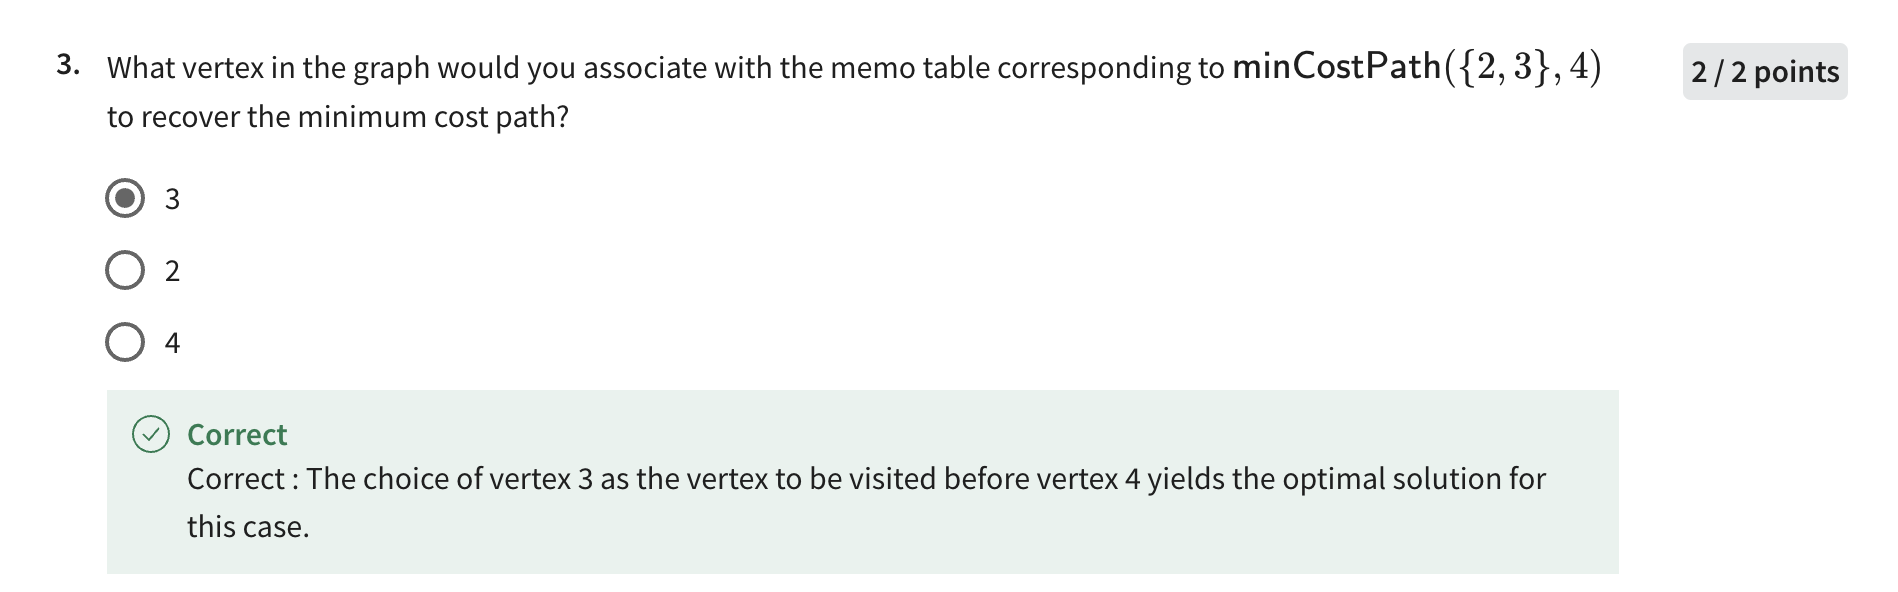 3. What vertex in the graph would you associate with the memo table corresponding to minCostPath({2, 3}, 4) 2 / 2 points
to recover the minimum cost path?
3
2
4
Correct
Correct : The choice of vertex 3 as the vertex to be visited before vertex 4 yields the optimal solution for
this case.